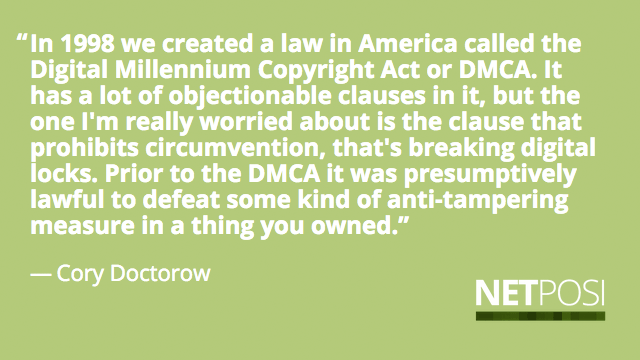 “In 1998 we created a law in America called the
Digital Millennium Copyright Act or DMCA. It
has a lot of objectionable clauses in it, but the
one I'm really worried about is the clause that
prohibits circumvention, that's breaking digital
locks. Prior to the DMCA it was presumptively
lawful to defeat some kind of anti-tampering
measure in a thing you owned.”
— Cory Doctorow
NETPOSI